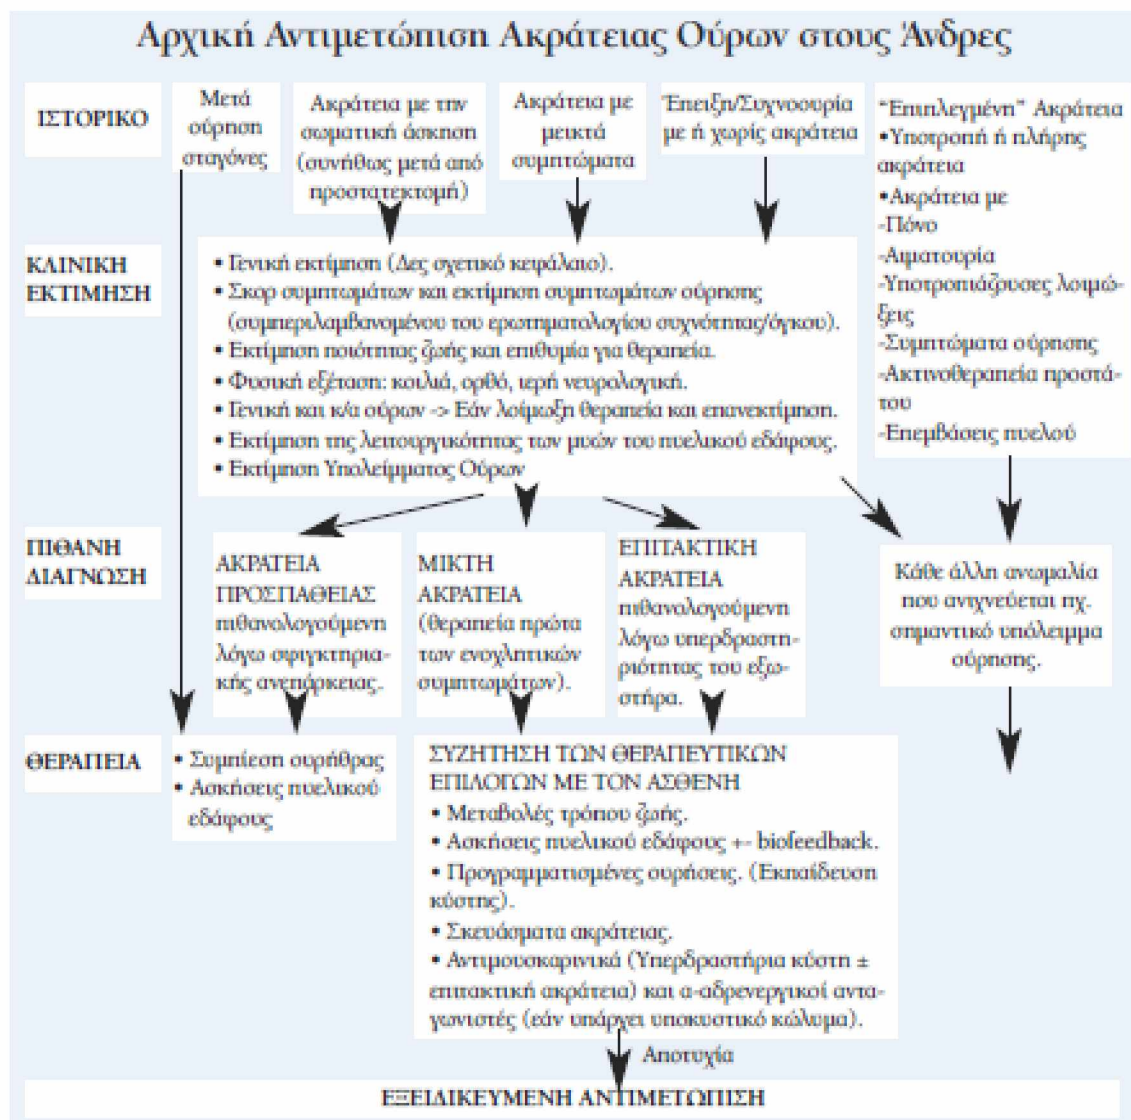 Αρχική Αντιμετώπιση Ακράτειας Ούρων στους Άνδρες
ΙΣΤΟΡΙΚΟ
Μετά
ούρηση
σταγόνες
Ακράτεια με την
σωματική άσκηση
(συνήθως μετά από
προστατεκτομή)
Ακράτεια με
μεικτά
συμπτώματα
Έπειξη/Συχνοουρία
με ή χωρίς ακράτεια
"Επιπλεγμένη" Ακράτεια
•Υποτροπή ή πλήρης
ακράτεια
•Ακράτεια με
-Πόνο
-Αιματουρία
-Υποτροπιάζουσες λοιμώ-
ξεις
-Συμπτώματα ούρησης
-Ακτινοθεραπεία προστά-
του
-Επεμβάσεις πυελού
ΚΛΙΝΙΚΗ
ΕΚΤΙΜΗΣΗ
• Γενική εκτίμηση (Δες σχετικό κεφάλαιο).
• Σκορ συμπτωμάτων και εκτίμηση συμπτωμάτων ούρησης
(συμπεριλαμβανομένου του ερωτηματολογίου συχνότητας/όγκου).
• Εκτίμηση ποιότητας ζωής και επιθυμία για θεραπεία.
• Φυσική εξέταση: κοιλιά, ορθό, ιερή νευρολογική.
• Γενική και κ/α ούρων -> Εάν λοίμωξη θεραπεία και επανεκτίμηση.
• Εκτίμηση της λειτουργικότητας των μυών του πυελικού εδάφους.
• Εκτίμηση Υπολείμματος Ούρων
ΠΙΘΑΝΗ
ΔΙΑΓΝΩΣΗ
ΑΚΡΑΤΕΙΑ
ΠΡΟΣΠΑΘΕΙΑΣ
πιθανολογούμενη
λόγω σφιγκτηρια-
κής ανεπάρκειας.
ΜΙΚΤΗ
ΑΚΡΑΤΕΙΑ
(θεραπεία πρώτα
των ενοχλητικών
συμπτωμάτων).
ΕΠΙΤΑΚΤΙΚΗ
ΑΚΡΑΤΕΙΑ
πιθανολογούμενη
λόγω υπερδραστη-
ριότητας του εξω-
στήρα.
Κάθε άλλη ανωμαλία
που ανιχνεύεται πχ.
σημαντικό υπόλειμμα
ούρησης.
ΘΕΡΑΠΕΙΑ
• Συμπίεση ουρήθρας
• Ασκήσεις πυελικού
εδάφους
ΣΥΖΗΤΗΣΗ ΤΩΝ ΘΕΡΑΠΕΥΤΙΚΩΝ
ΕΠΙΛΟΓΩΝ ΜΕ ΤΟΝ ΑΣΘΕΝΗ
• Μεταβολές τρόπου ζωής.
• Ασκήσεις πυελικού εδάφους +- biofeedback.
• Προγραμματισμένες ουρήσεις. (Εκπαίδευση
κύστης).
• Σκευάσματα ακράτειας.
• Αντιμουσκαρινικά (Υπερδραστήρια κύστη ±
επιτακτική ακράτεια) και α-αδρενεργικοί αντα-
γωνιστές (εάν υπάρχει υποκυστικό κώλυμα).
Αποτυχία
ΕΞΕΙΔΙΚΕΥΜΕΝΗ ΑΝΤΙΜΕΤΩΠΙΣΗ